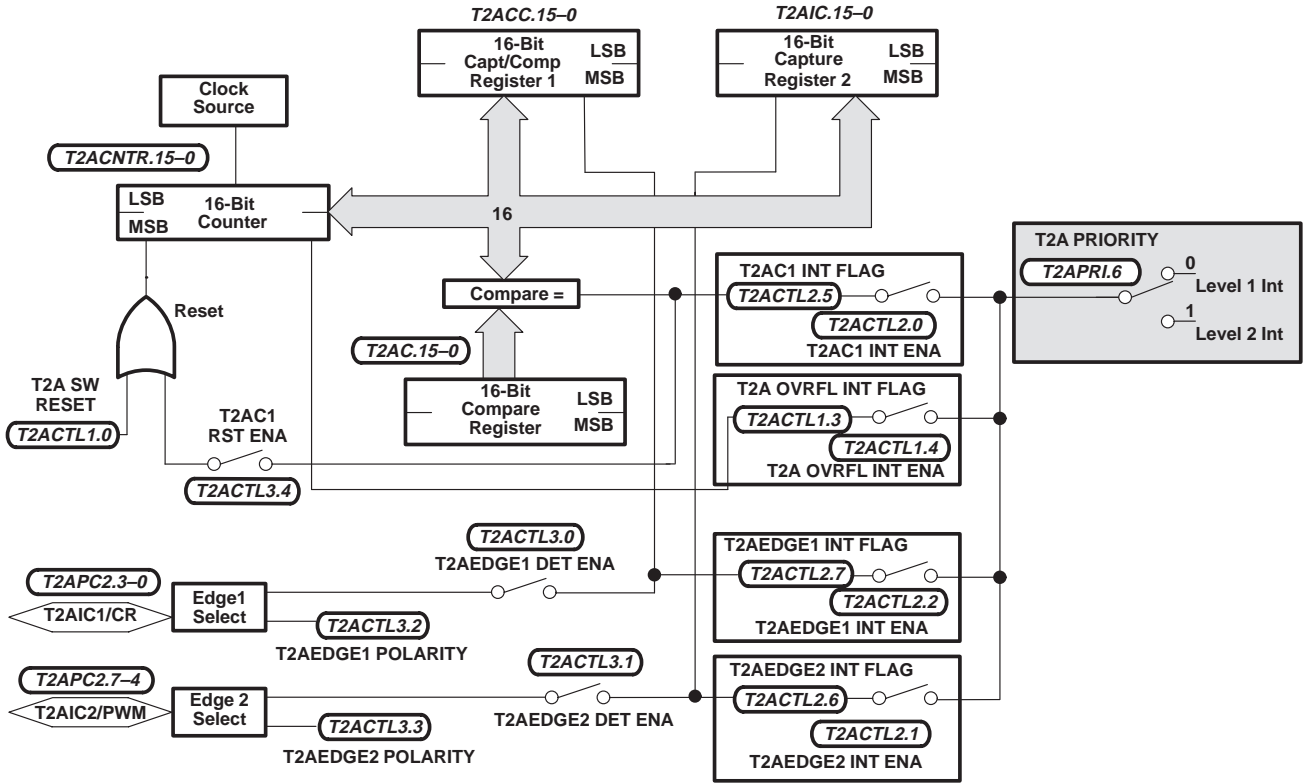 T2ACC.15–0
T2AIC.15–0
16-Bit
Capt/Comp
Register 1
LSB
MSB
16-Bit
Capture
Register 2
LSB
MSB
Clock
Source
T2ACNTR.15–0
LSB
MSB
16-Bit
Counter
16
T2A PRIORITY
T2APRI.6
0
Level 1 Int
1
Level 2 Int
T2AC1 INT FLAG
T2ACTL2.5
T2ACTL2.0
T2AC1 INT ENA
Compare =
Reset
T2AC.15–0
16-Bit
Compare
Register
LSB
MSB
T2A SW
RESET
T2ACTL1.0
T2AC1
RST ENA
T2ACTL3.4
T2A OVRFL INT FLAG
T2ACTL1.3
T2ACTL1.4
T2A OVRFL INT ENA
T2ACTL3.0
T2AEDGE1 DET ENA
T2AEDGE1 INT FLAG
T2ACTL2.7
T2ACTL2.2
T2AEDGE1 INT ENA
T2APC2.3–0
T2AIC1/CR
Edge1
Select
T2ACTL3.2
T2AEDGE1 POLARITY
T2ACTL3.1
T2AEDGE2 DET ENA
T2AEDGE2 INT FLAG
T2ACTL2.6
T2ACTL2.1
T2AEDGE2 INT ENA
T2APC2.7–4
T2AIC2/PWM
Edge 2
Select
T2ACTL3.3
T2AEDGE2 POLARITY